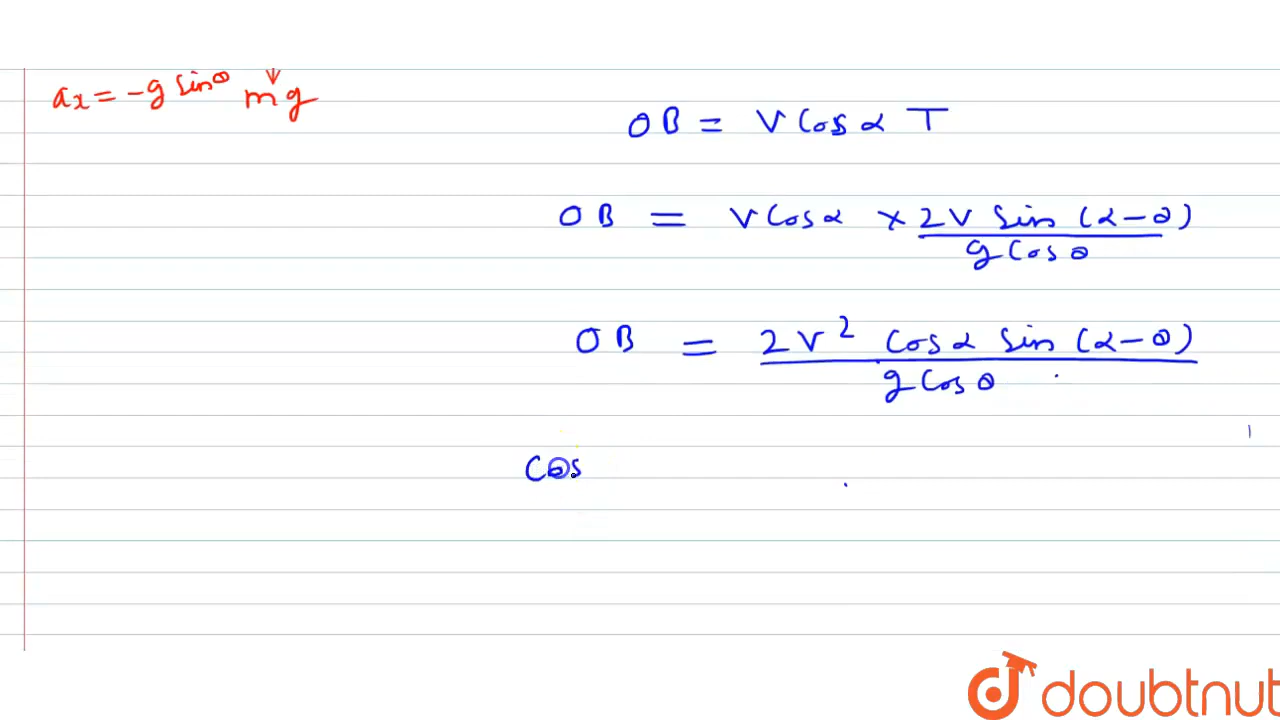 ax = -g sinθ mg
OB = V Cos α T
OB = V Cos α × 2V Sin (α-θ) / g Cos θ
OB = 2V² Cos α Sin (α-θ) / g Cos θ
Cos
doubtnut